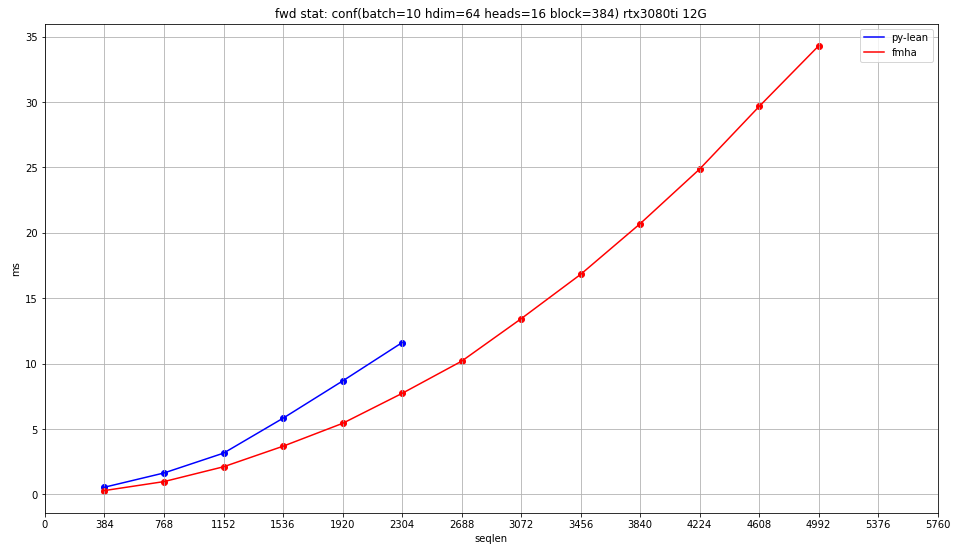 fwd stat: conf(batch=10 hdim=64 heads=16 block=384) rtx3080ti 12G
py-lean
fmha
35
30
25
20
15
10
5
0
ms
0 384 768 1152 1536 1920 2304 2688 3072 3456 3840 4224 4608 4992 5376 5760
seqlen